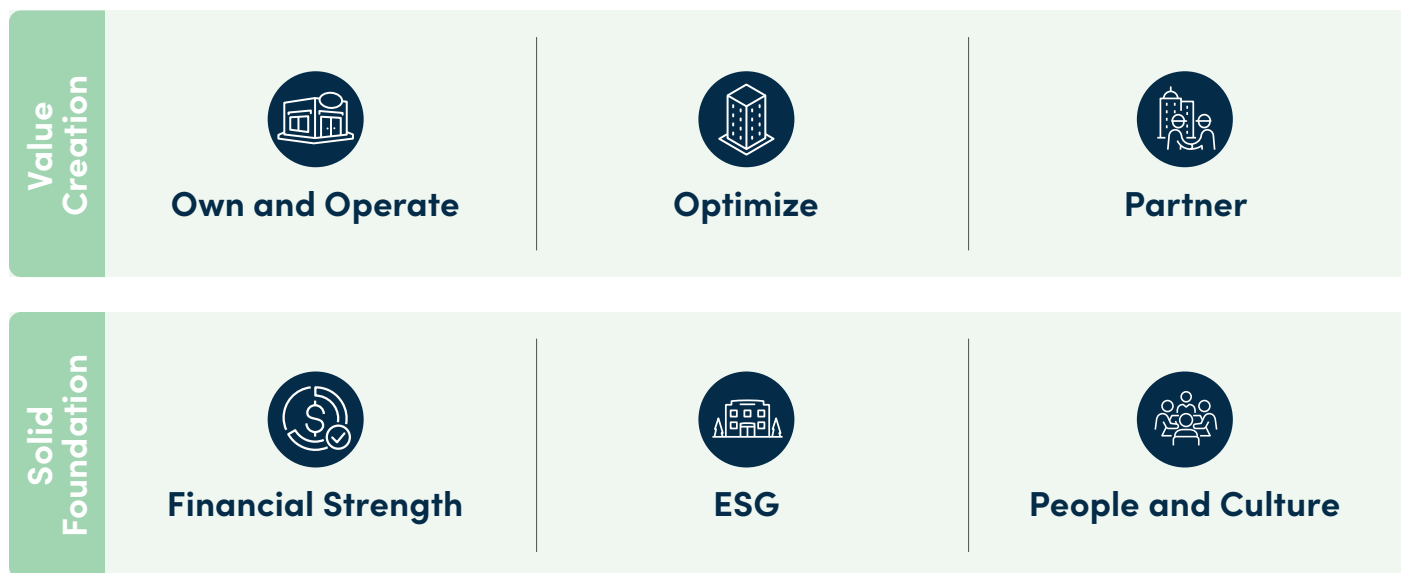 Value
Creation
Own and Operate
Optimize
Partner
Solid
Foundation
Financial Strength
ESG
People and Culture